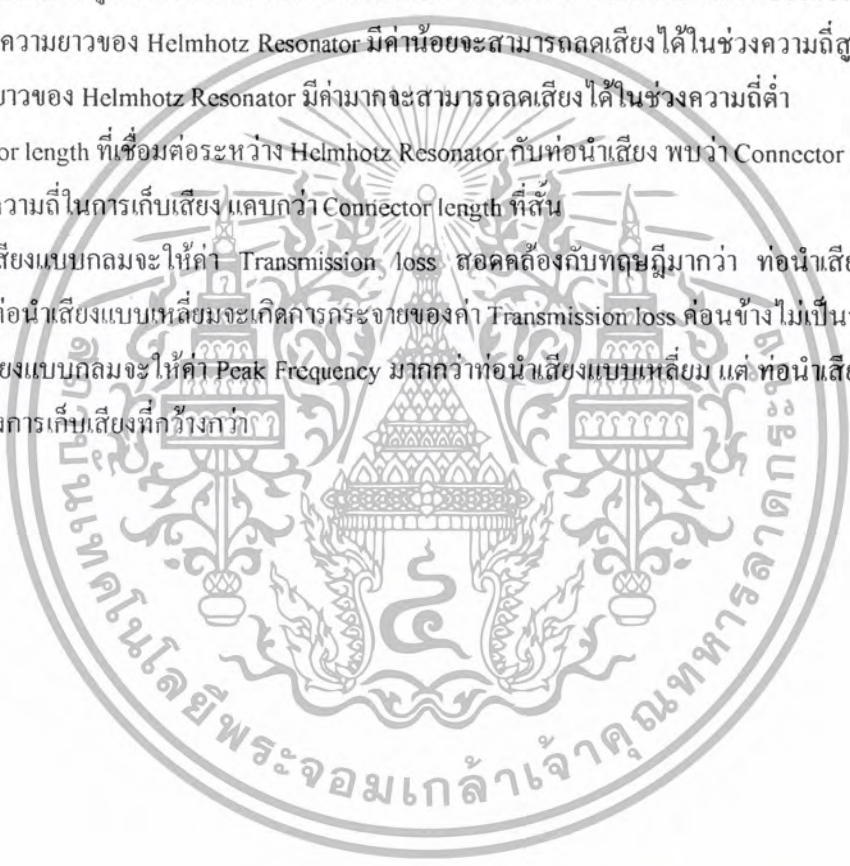 ความยาวของ Helmhotz Resonator มีค่าน้อยจะสามารถลดเสียงได้ในช่วงความถี่สู
ยาวของ Helmhotz Resonator มีค่ามากจะสามารถลดเสียงได้ในช่วงความถี่ต่ำ
or length ที่เชื่อมต่อระหว่าง Helmhotz Resonator กับท่อนำเสียง พบว่า Connector
วามถี่ในการเก็บเสียง แคบกว่า Connector length ที่สั้น
สียงแบบกลมจะให้ค่า Transmission loss สอดคล้องกับทฤษฎีมากว่า ท่อนำเสีย
ท่อนำเสียงแบบเหลี่ยมจะเกิดการกระจายของค่า Transmission loss ค่อนข้างไม่เป็น
ยงแบบกลมจะให้ค่า Peak Frequency มากกว่าท่อนำเสียงแบบเหลี่ยม แต่ ท่อนำเสีย
งการเก็บเสียงที่กว้างกว่า
สถาบันเทคโนโลยีพระจอมเกล้าเจ้าคุณทหารลาดกระบัง